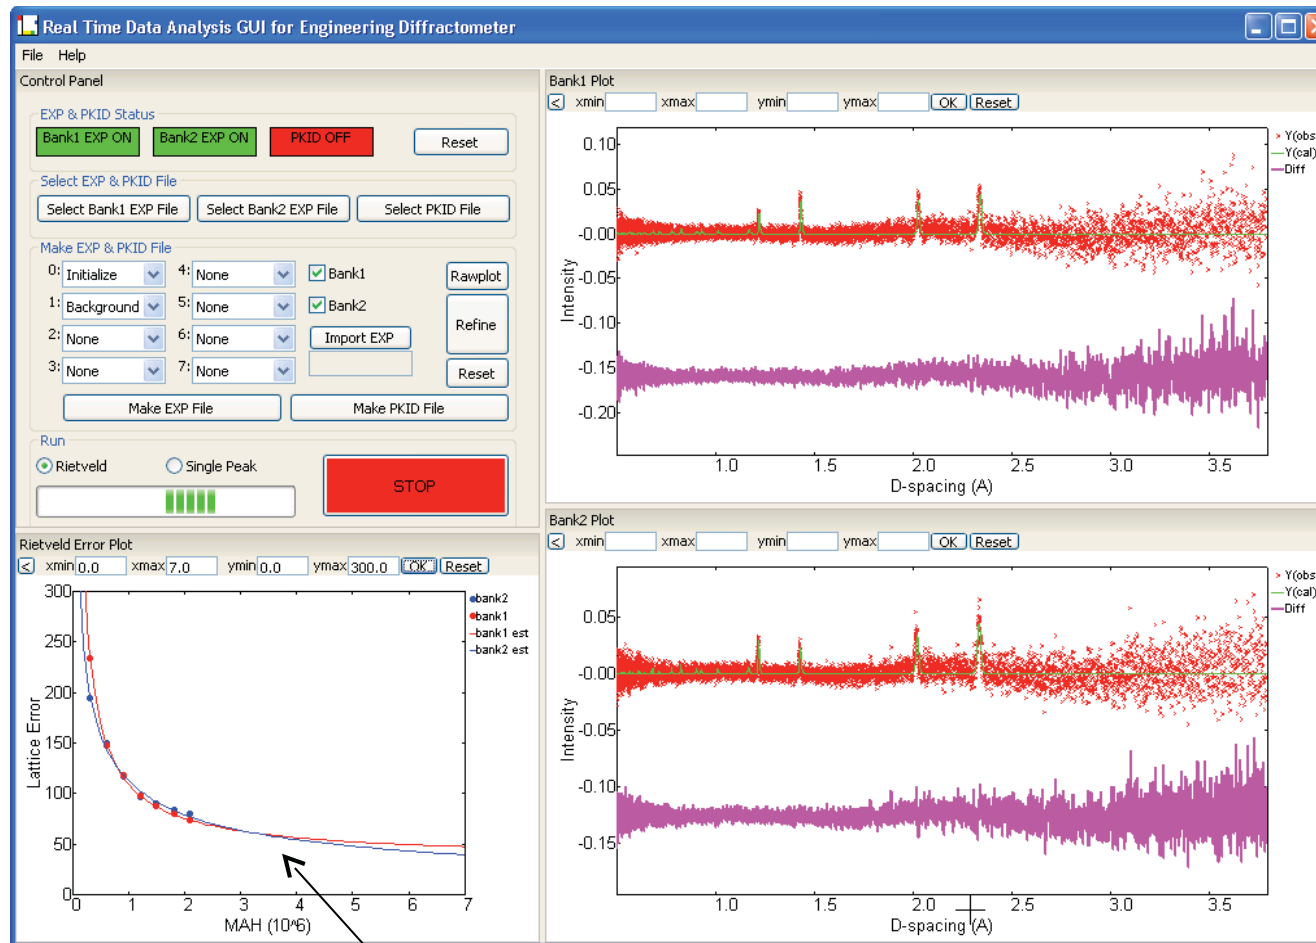 Real Time Data Analysis GUI for Engineering Diffractometer
File Help
Control Panel
EXP & PKID Status
Bank1 EXP ON Bank2 EXP ON PKID OFF Reset
Select EXP & PKID File
Select Bank1 EXP File Select Bank2 EXP File Select PKID File
Make EXP & PKID File
0: Initialize 4: None Bank1 Rawplot
1: Background 5: None Bank2
2: None 6: None Import EXP Refine
3: None 7: None Reset
Make EXP File Make PKID File
Run
Rietveld Single Peak STOP
Rietveld Error Plot
< xmin 0.0 xmax 7.0 ymin 0.0 ymax 300.0 OK Reset
300
250
200
150
100
50
0
Lattice Error
bank2
bank1
bank1 est
bank2 est
0 1 2 3 4 5 6 7
MAH (10^6)
Bank1 Plot
< xmin xmax ymin ymax OK Reset
0.10
0.05
-0.00
-0.05
-0.10
-0.15
-0.20
Intensity
Y(obs
Y(cal)
Diff
1.0 1.5 2.0 2.5 3.0 3.5
D-spacing (A)
Bank2 Plot
< xmin xmax ymin ymax OK Reset
0.05
-0.00
-0.05
-0.10
-0.15
Intensity
Y(obs
Y(cal)
Diff
1.0 1.5 2.0 2.5 3.0 3.5
D-spacing (A)